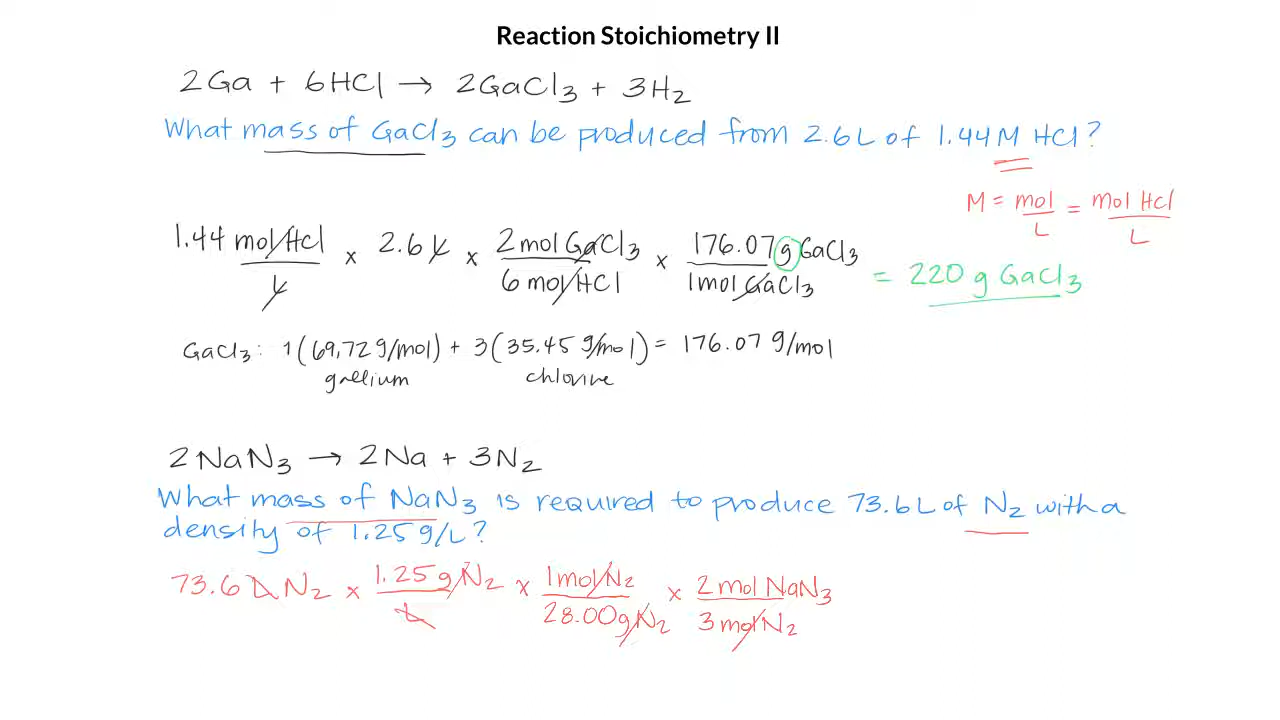 Reaction Stoichiometry II
2Ga + 6HCl → 2GaCl₃ + 3H₂
What mass of GaCl₃ can be produced from 2.6L of 1.44M HCl?
M = mol/L = mol HCl/L
1.44 mol HCl/L × 2.6 L × 2 mol GaCl₃/6 mol HCl × 176.07 g GaCl₃/1 mol GaCl₃ = 220 g GaCl₃
GaCl₃: 1(69.72 g/mol) + 3(35.45 g/mol) = 176.07 g/mol
gallium chlorine
2NaN₃ → 2Na + 3N₂
What mass of NaN₃ is required to produce 73.6L of N₂ with a
density of 1.25 g/L?
73.6 L N₂ × 1.25 g N₂/L × 1 mol N₂/28.00 g N₂ × 2 mol NaN₃/3 mol N₂